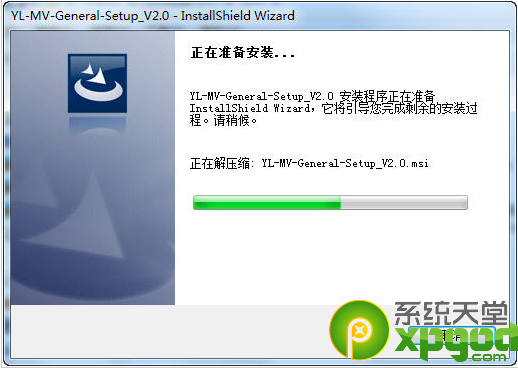 YL-MV-General-Setup_V2.0 - InstallShield Wizard
正在准备安装...
YL-MV-General-Setup_V2.0 安装程序正在准备
InstallShield Wizard，它将引导您完成剩余的安装过
程。请稍候。
正在解压缩: YL-MV-General-Setup_V2.0.msi
系统天堂
xpgod.com